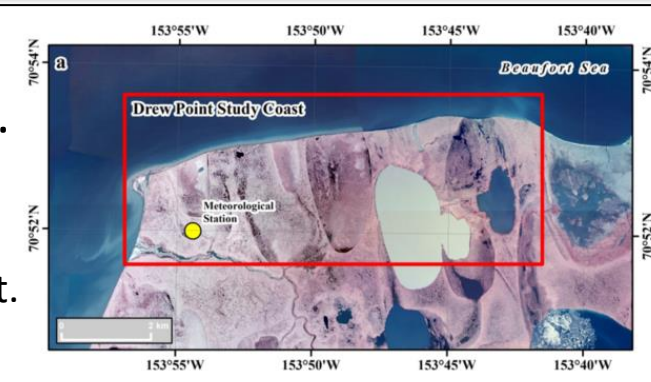 153°55'W 153°50'W 153°45'W 153°40'W
a
Beaufort Sea
70°54'N
70°54'N
Drew Point Study Coast
.
Meteorological
Station
70°52'N
70°52'N
t.
0 2 km
153°55'W 153°50'W 153°45'W 153°40'W